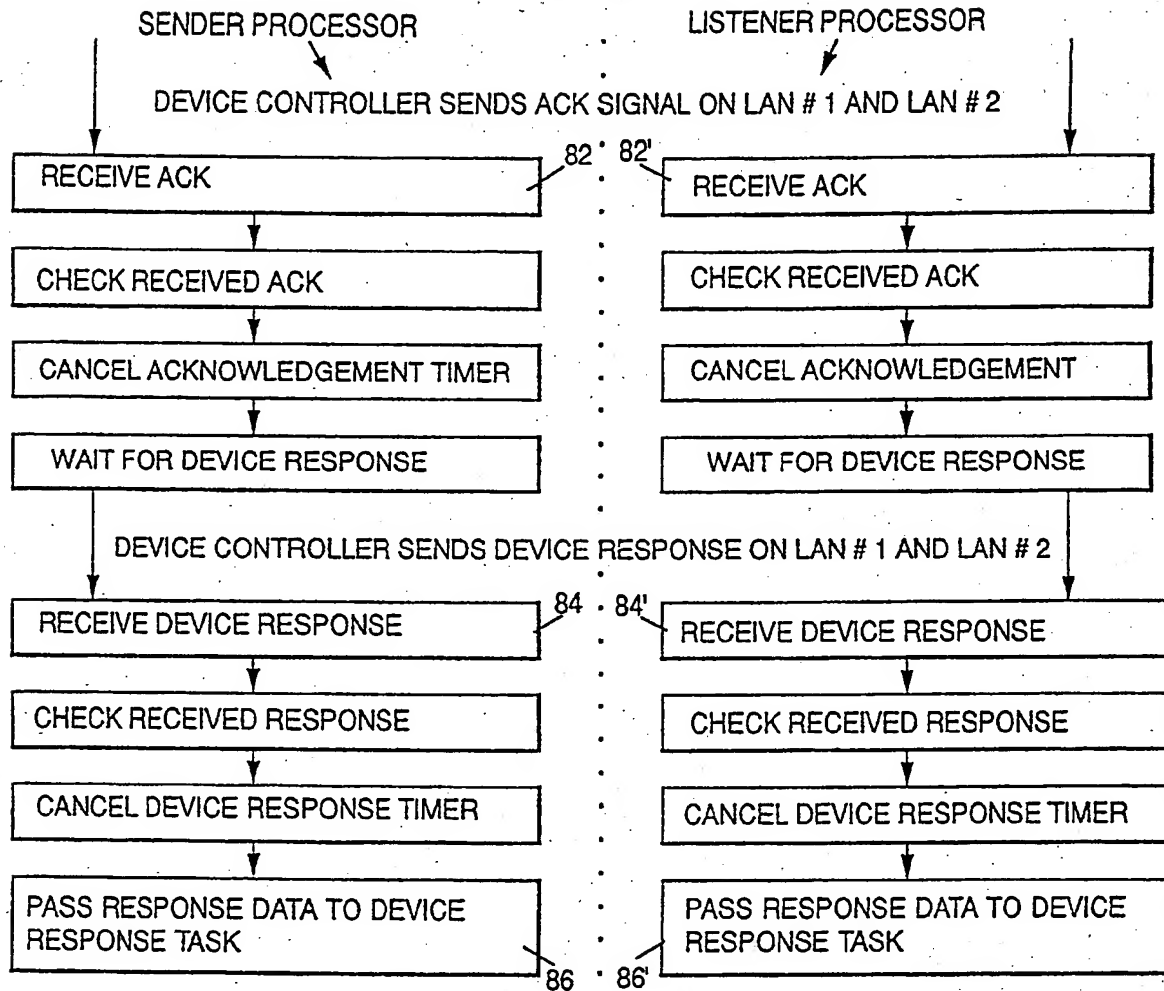 SENDER PROCESSOR
LISTENER PROCESSOR
DEVICE CONTROLLER SENDS ACK SIGNAL ON LAN # 1 AND LAN # 2
82
82'
RECEIVE ACK
RECEIVE ACK
CHECK RECEIVED ACK
CHECK RECEIVED ACK
CANCEL ACKNOWLEDGEMENT TIMER
CANCEL ACKNOWLEDGEMENT
WAIT FOR DEVICE RESPONSE
WAIT FOR DEVICE RESPONSE
DEVICE CONTROLLER SENDS DEVICE RESPONSE ON LAN # 1 AND LAN # 2
84
84'
RECEIVE DEVICE RESPONSE
RECEIVE DEVICE RESPONSE
CHECK RECEIVED RESPONSE
CHECK RECEIVED RESPONSE
CANCEL DEVICE RESPONSE TIMER
CANCEL DEVICE RESPONSE TIMER
PASS RESPONSE DATA TO DEVICE
RESPONSE TASK
PASS RESPONSE DATA TO DEVICE
RESPONSE TASK
86
86'